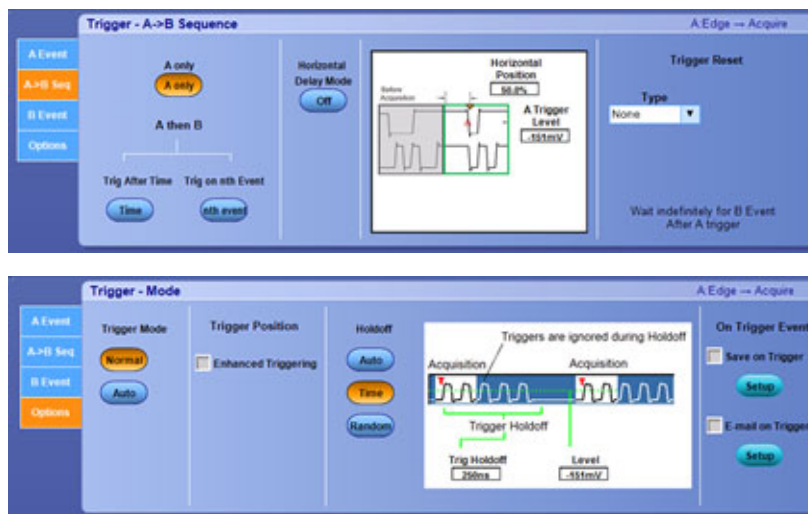 Trigger - A->B Sequence
A:Edge → Acquire
A Event
A->B Seq
B Event
Options
A only
A only
A then B
Trig After Time
Trig on nth Event
Time
nth event
Horizontal
Delay Mode
Off
Before
Acquisition
Horizontal
Position
50.0%
A Trigger
Level
-151mV
A
Trigger Reset
Type
None
Wait indefinitely for B Event
After A trigger
Trigger - Mode
A:Edge → Acquire
A Event
A->B Seq
B Event
Options
Trigger Mode
Normal
Auto
Trigger Position
Enhanced Triggering
Holdoff
Auto
Time
Random
Triggers are ignored during Holdoff
Acquisition
Acquisition
Trigger Holdoff
Trig Holdoff
250ns
Level
-151mV
On Trigger Event
Save on Trigger
Setup
E-mail on Trigger
Setup